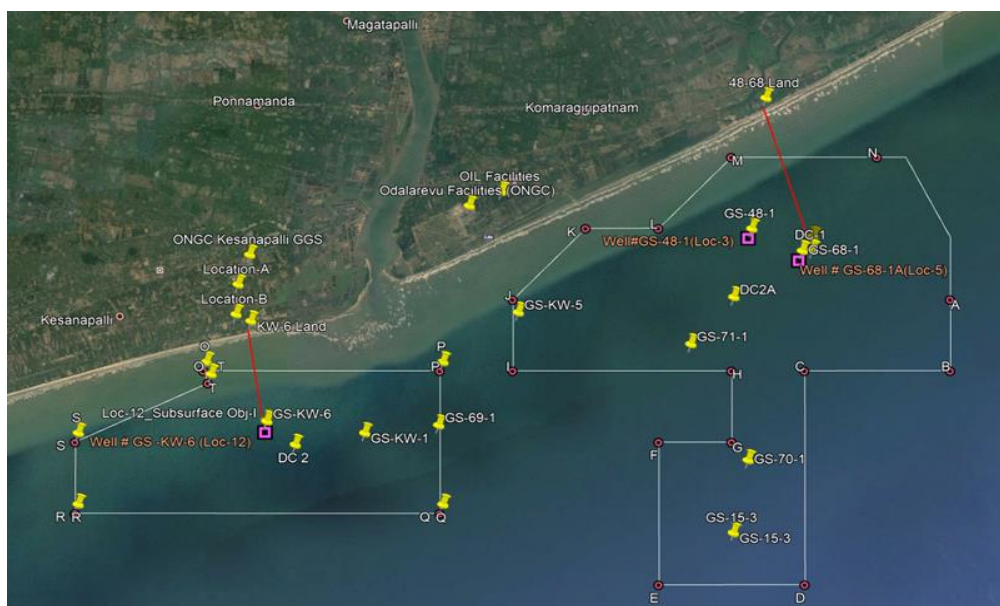 Magatapalli
48-68 Land
Ponnamanda
Komaragiripatnam
M
N
OIL Facilities
Odalarevu Facilities (ONGC)
GS-48-1
K
L
Well#GS-48-1(Loc-3)
DC-1
GS-68-1
ONGC Kesanapalli GGS
Well # GS-68-1A(Loc-5)
Location-A
DC2A
J
A
Location-B
GS-KW-5
Kesanapalli
KW-6 Land
GS-71-1
O
P
O
T
P
I
H
C
B
T
Loc-12_Subsurface Obj-I
GS-KW-6
S
GS-69-1
S
Well # GS -KW-6 (Loc-12)
GS-KW-1
DC 2
F
G
GS-70-1
R
R
Q
Q
GS-15-3
GS-15-3
E
D